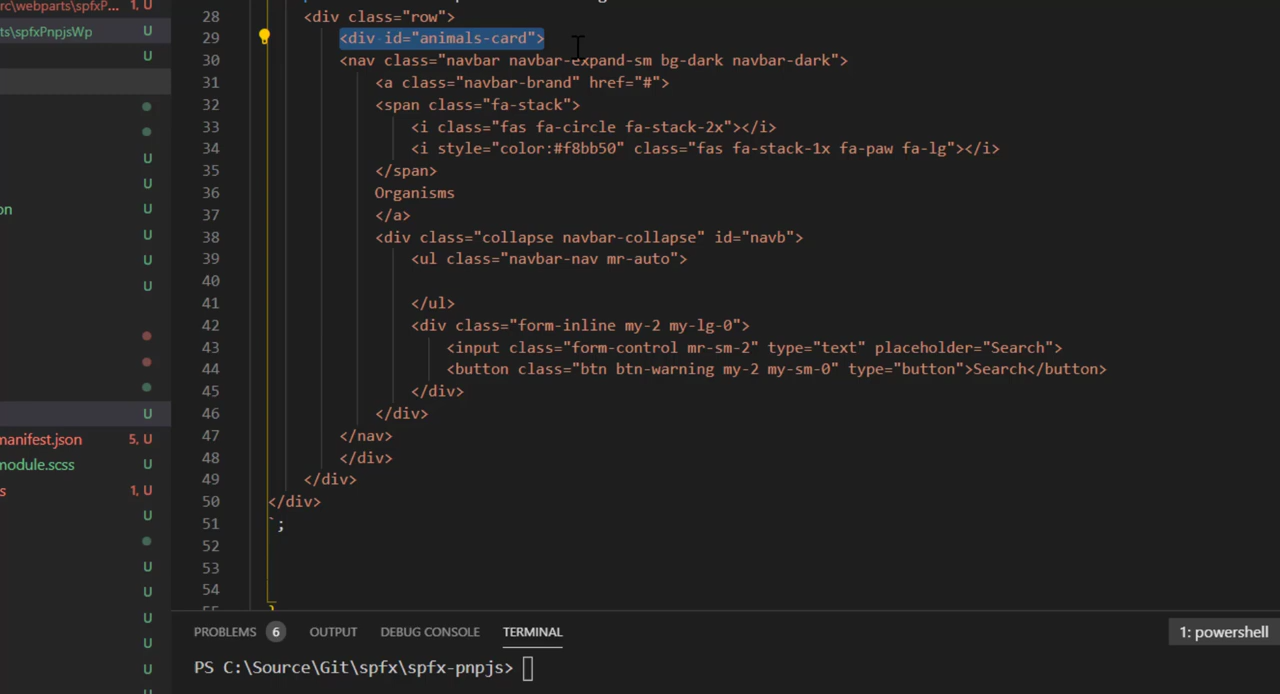 rc\webparts\spfxP... 1, U
ts\spfxPnpjsWp U
U
U
U
on U
U
U
U
U
manifest.json 5, U
module.scss U
s 1, U
U
U
U
U
U
U
28 <div class="row">
29 <div id="animals-card">
30 <nav class="navbar navbar-expand-sm bg-dark navbar-dark">
31 <a class="navbar-brand" href="#">
32 <span class="fa-stack">
33 <i class="fas fa-circle fa-stack-2x"></i>
34 <i style="color:#f8bb50" class="fas fa-stack-1x fa-paw fa-lg"></i>
35 </span>
36 Organisms
37 </a>
38 <div class="collapse navbar-collapse" id="navb">
39 <ul class="navbar-nav mr-auto">
40
41 </ul>
42 <div class="form-inline my-2 my-lg-0">
43 <input class="form-control mr-sm-2" type="text" placeholder="Search">
44 <button class="btn btn-warning my-2 my-sm-0" type="button">Search</button>
45 </div>
46 </div>
47 </nav>
48 </div>
49 </div>
50 </div>
51 `;
52
53
54
55 }
PROBLEMS 6 OUTPUT DEBUG CONSOLE TERMINAL 1: powershell
PS C:\Source\Git\spfx\spfx-pnpjs>